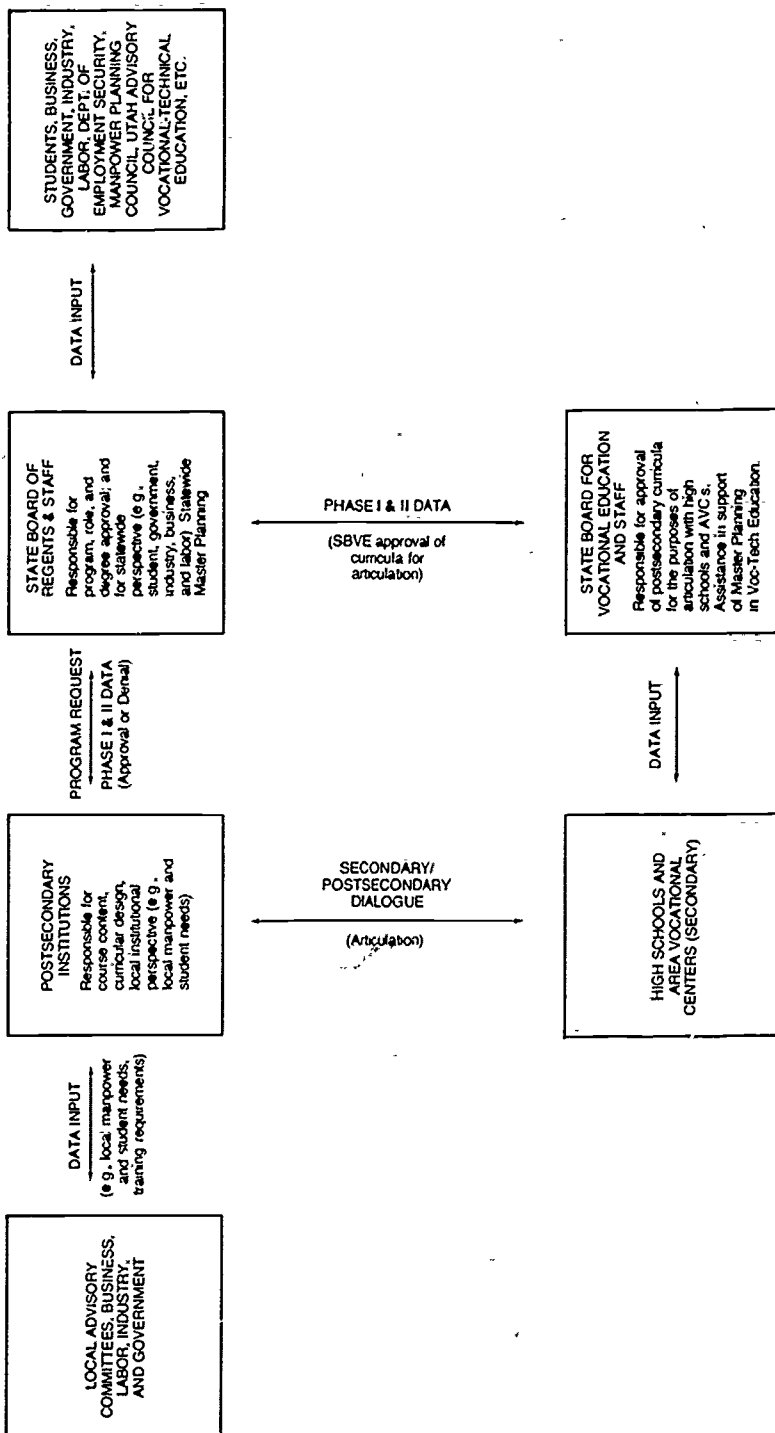 LOCAL ADVISORY
COMMITTEES, BUSINESS,
LABOR, INDUSTRY,
AND GOVERNMENT
DATA INPUT
(e g., local manpower
and student needs,
training requirements)
POSTSECONDARY
INSTITUTIONS
Responsible for
course content,
curricular design,
local institutional
perspective (e g.,
local manpower and
student needs)
PROGRAM REQUEST
PHASE I & II DATA
(Approval or Denial)
STATE BOARD OF
REGENTS & STAFF
Responsible for
program, role, and
degree approval; and
for statewide
perspective (e g.,
student, government,
industry, business,
and labor) Statewide
Master Planning
DATA INPUT
STUDENTS, BUSINESS,
GOVERNMENT, INDUSTRY,
LABOR, DEPT. OF
EMPLOYMENT SECURITY,
MANPOWER PLANNING
COUNCIL, UTAH ADVISORY
COUNCIL FOR
VOCATIONAL-TECHNICAL
EDUCATION, ETC.
SECONDARY/
POSTSECONDARY
DIALOGUE
(Articulation)
PHASE I & II DATA
(SBVE approval of
curricula for
articulation)
HIGH SCHOOLS AND
AREA VOCATIONAL
CENTERS (SECONDARY)
DATA INPUT
STATE BOARD FOR
VOCATIONAL EDUCATION
AND STAFF
Responsible for approval
of postsecondary curricula
for the purposes of
articulation with high
schools and AVC s.
Assistance in support
of Master Planning
in Voc-Tech Education.